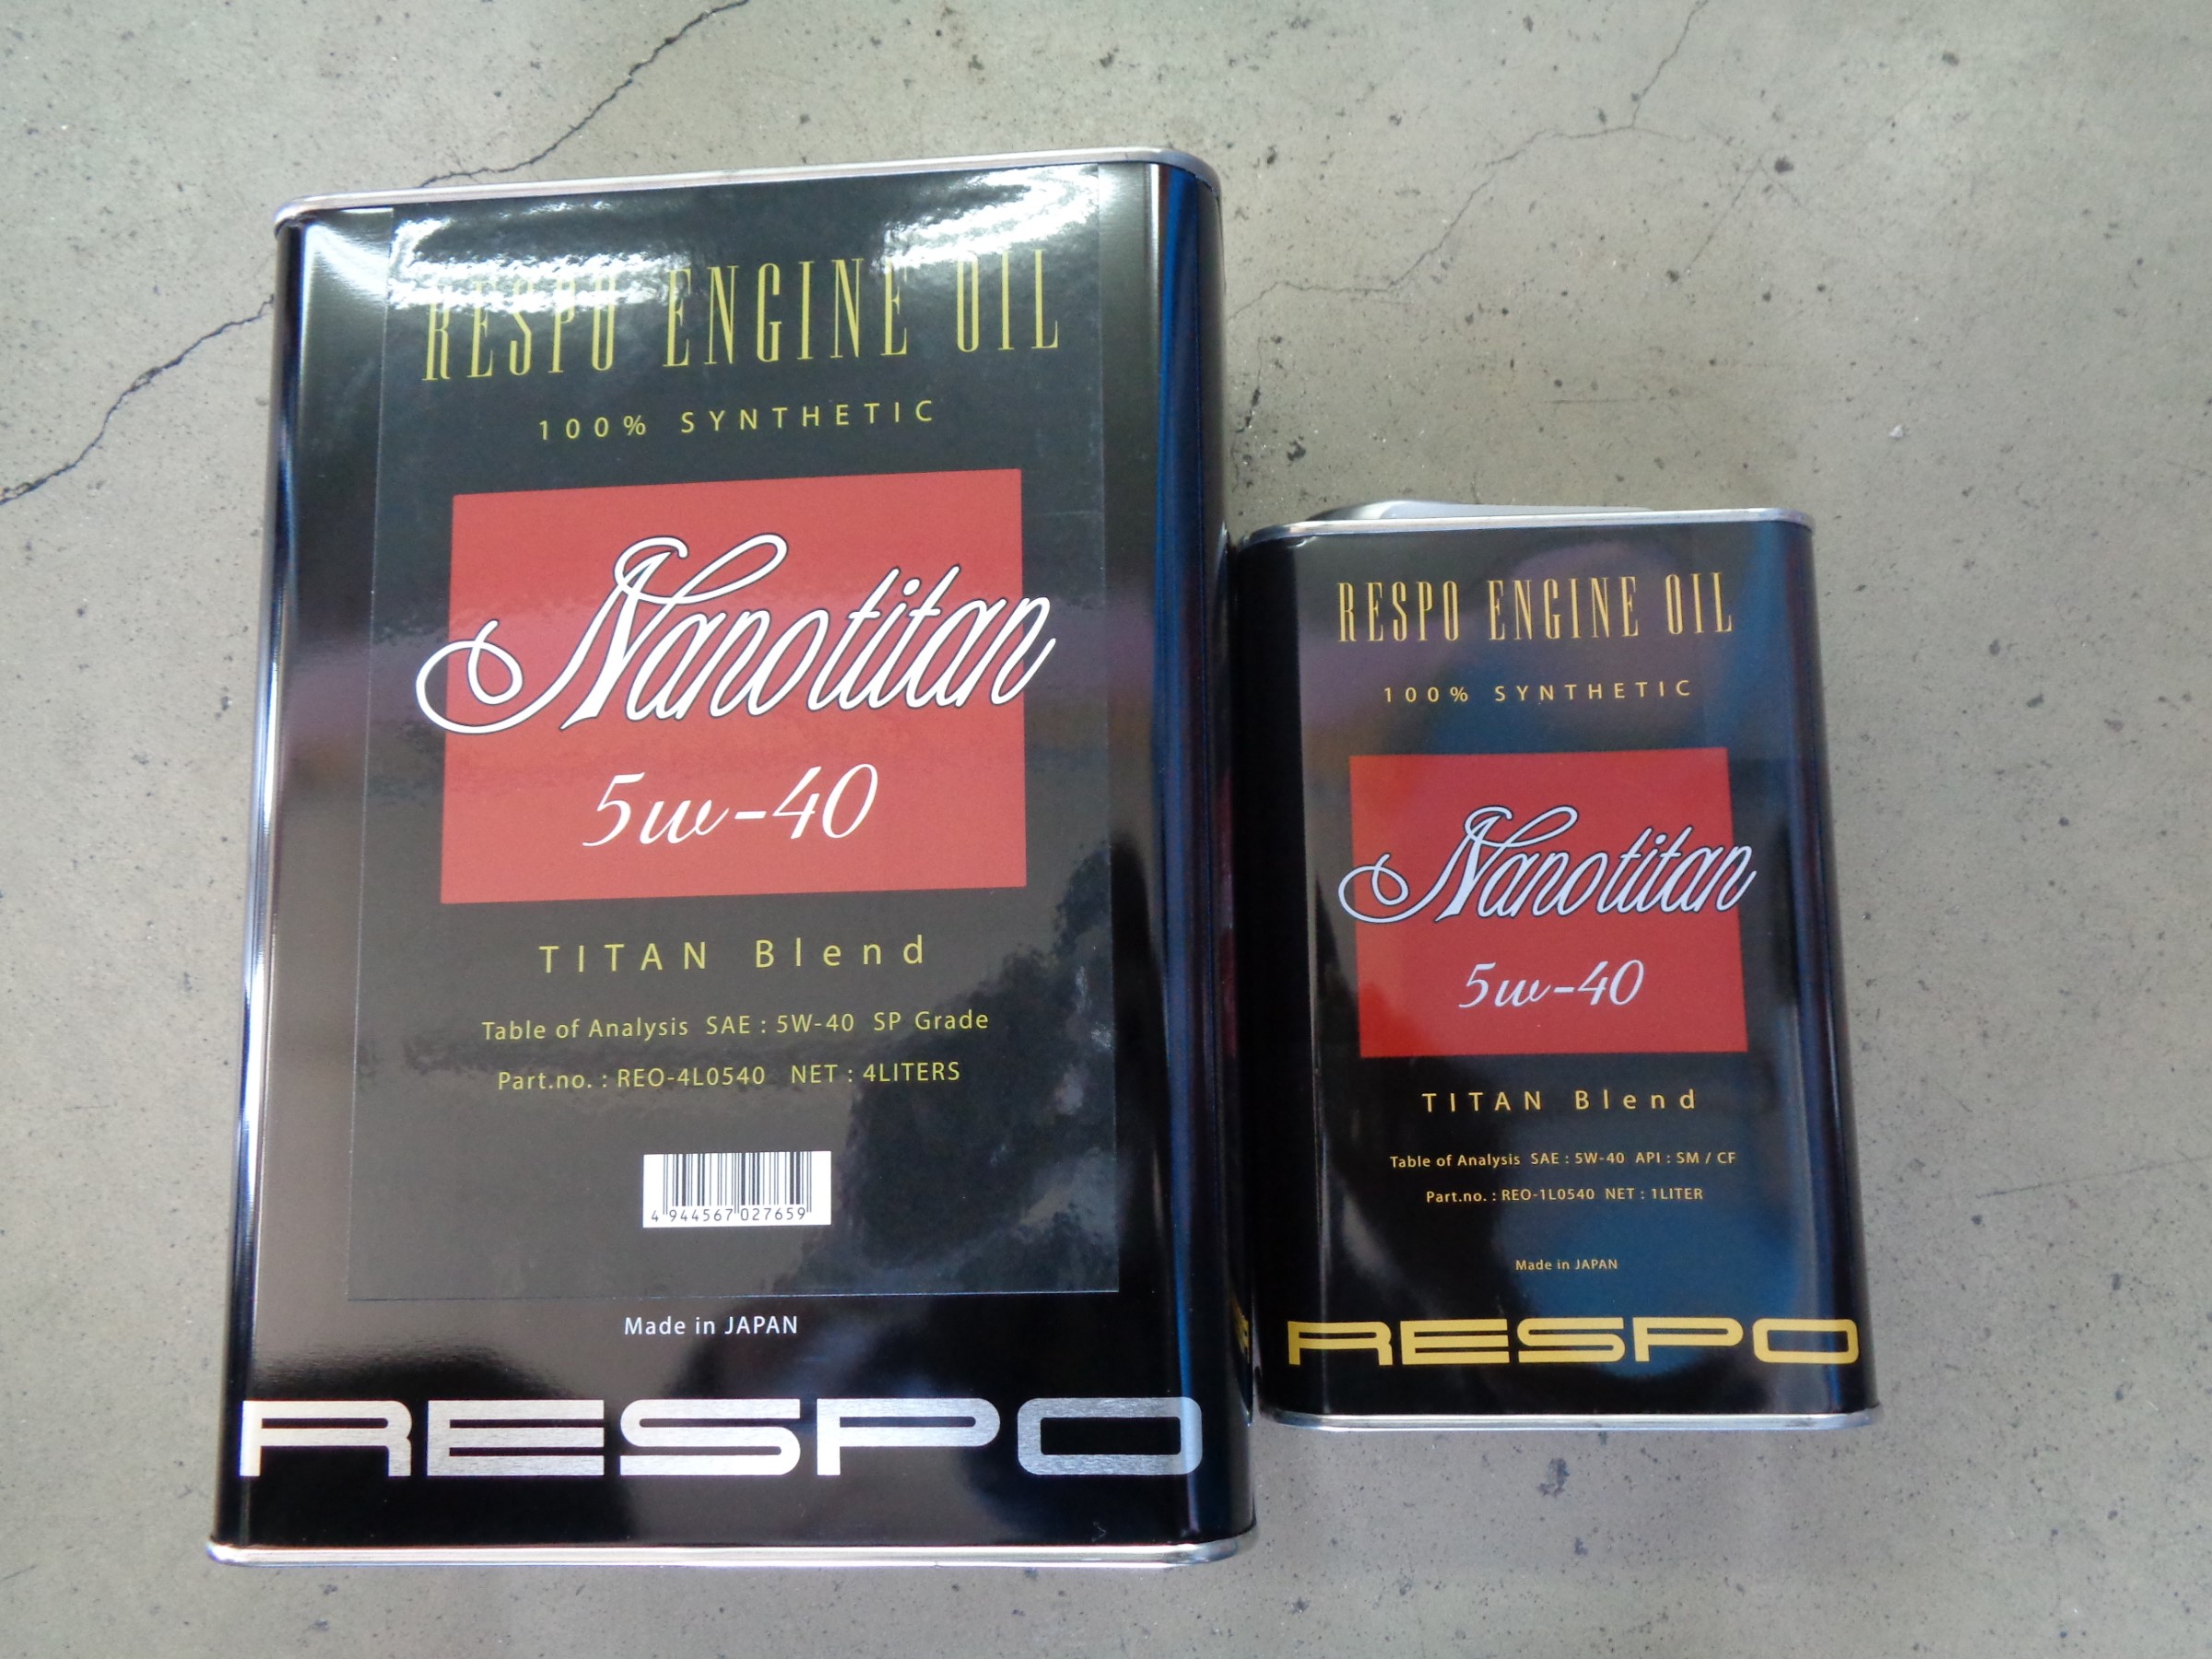 RESPO ENGINE OIL
100% SYNTHETIC
Nanotitan
5w-40
TITAN Blend
Table of Analysis SAE : 5W-40 SP Grade
Part.no. : REO-4L0540 NET : 4LITERS
4 944567 027659
Made in JAPAN
RESPO
RESPO ENGINE OIL
100% SYNTHETIC
Nanotitan
5w-40
TITAN Blend
Table of Analysis SAE : 5W-40 API : SM / CF
Part.no. : REO-1L0540 NET : 1LITER
Made in JAPAN
RESPO